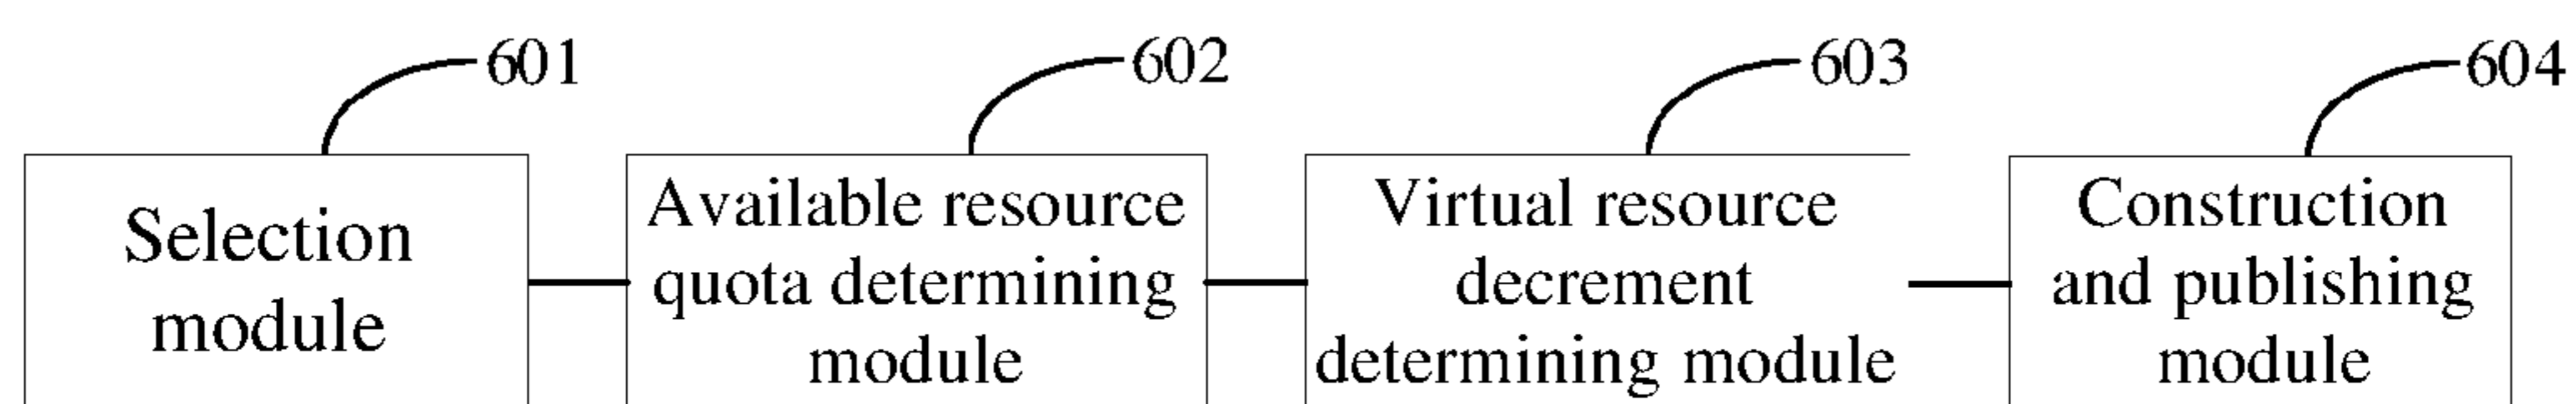 601
602
603
604
Selection
module
Available resource
quota determining
module
Virtual resource
decrement
determining module
Construction
and publishing
module